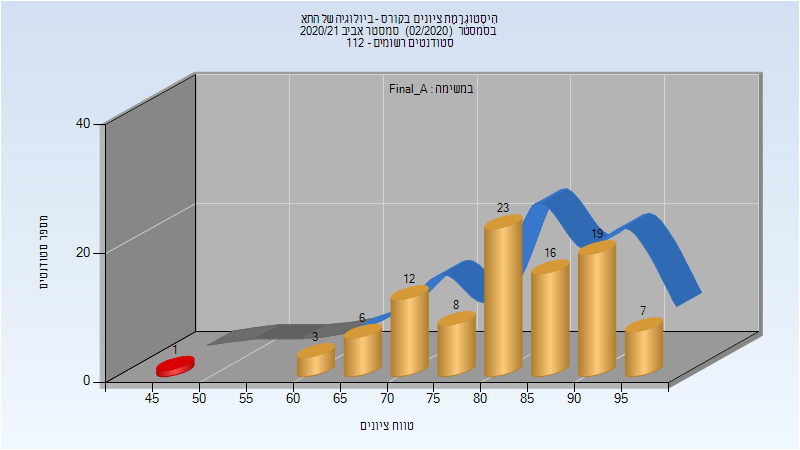 היסטוגרמת ציונים בקורס - ביולוגיה של התא
בסמסטר (02/2020) סמסטר אביב 2020/21
סטודנטים רשומים - 112
במשימה : Final_A
מספר סטודנטים
40
20
0
1
3
6
12
8
23
16
19
7
45 50 55 60 65 70 75 80 85 90 95
טווח ציונים